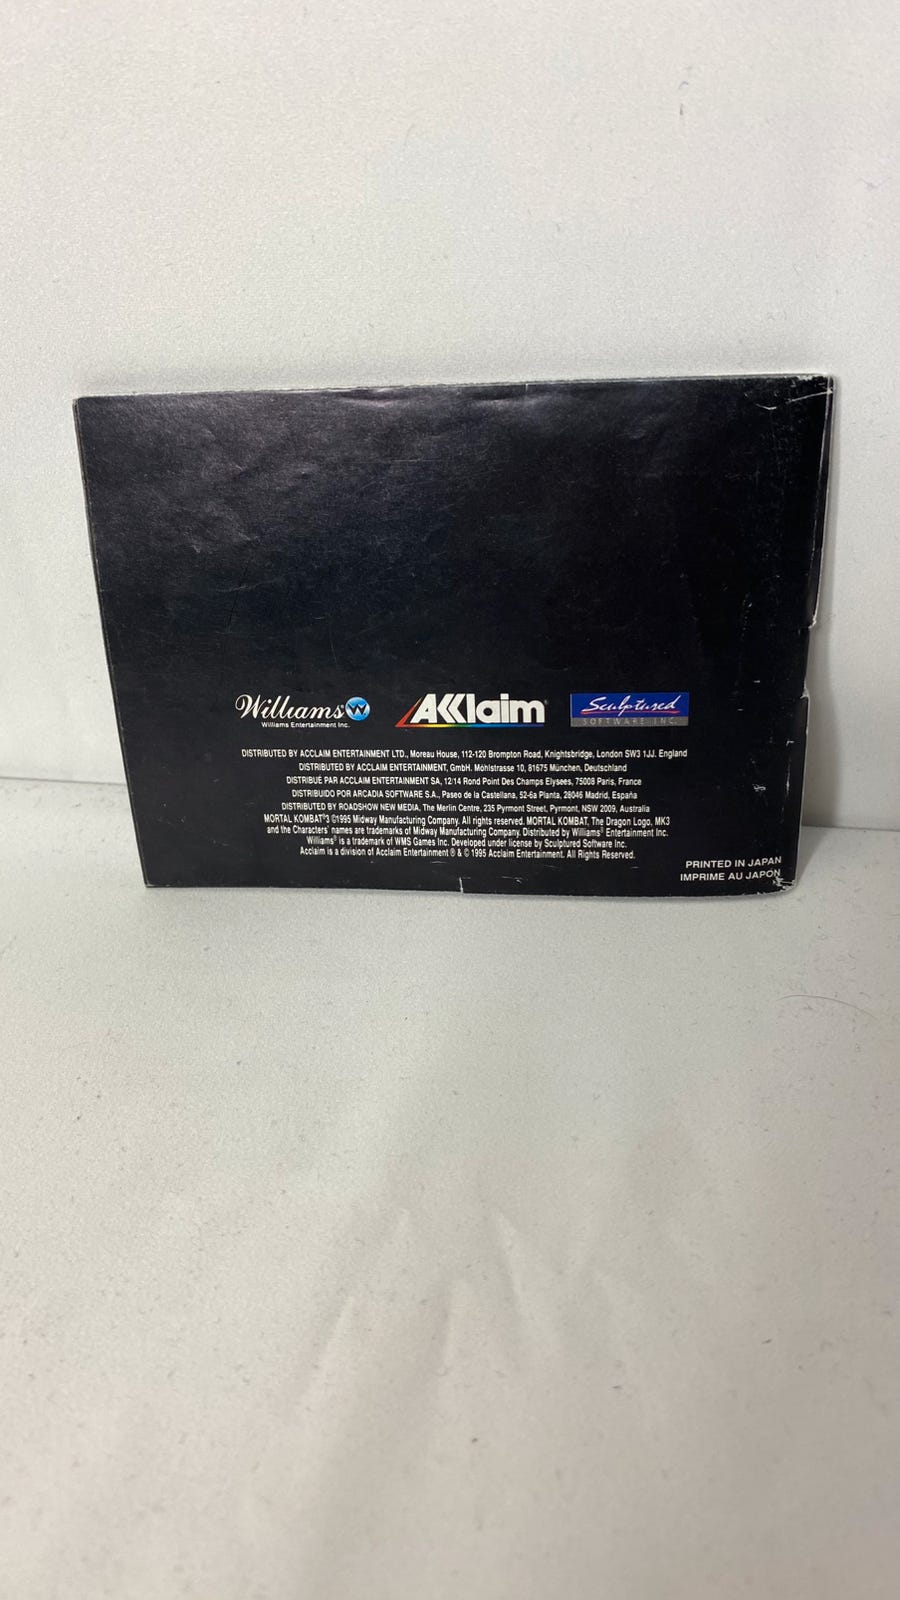 Williams® W
Williams Entertainment Inc.
AKKlaim®
Sculptured
SOFTWARE INC.
DISTRIBUTED BY ACCLAIM ENTERTAINMENT LTD., Moreau House, 112-120 Brompton Road, Knightsbridge, London SW3 1JJ. England
DISTRIBUTED BY ACCLAIM ENTERTAINMENT, GmbH. Möhlstrasse 10, 81675 München, Deutschland
DISTRIBUÉ PAR ACCLAIM ENTERTAINMENT SA, 12/14 Rond Point Des Champs Elysees, 75008 Paris, France
DISTRIBUIDO POR ARCADIA SOFTWARE S.A., Paseo de la Castellana, 52-6a Planta, 28046 Madrid, España
DISTRIBUTED BY ROADSHOW NEW MEDIA, The Merlin Centre, 235 Pyrmont Street, Pyrmont, NSW 2009, Australia
MORTAL KOMBAT®3 ©1995 Midway Manufacturing Company. All rights reserved. MORTAL KOMBAT, The Dragon Logo, MK3
and the Characters' names are trademarks of Midway Manufacturing Company. Distributed by Williams® Entertainment Inc.
Williams® is a trademark of WMS Games Inc. Developed under license by Sculptured Software Inc.
Acclaim is a division of Acclaim Entertainment ® & © 1995 Acclaim Entertainment. All Rights Reserved.
PRINTED IN JAPAN
IMPRIME AU JAPON